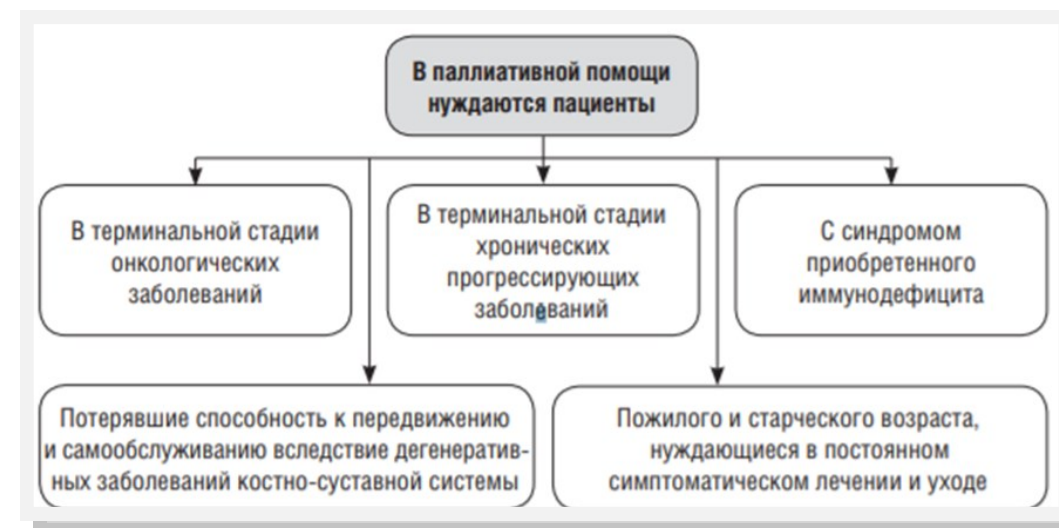 В паллиативной помощи
нуждаются пациенты
В терминальной стадии
онкологических
заболеваний
В терминальной стадии
хронических
прогрессирующих
заболеваний
С синдромом
приобретенного
иммунодефицита
Потерявшие способность к передвижению
и самообслуживанию вследствие дегенератив-
ных заболеваний костно-суставной системы
Пожилого и старческого возраста,
нуждающиеся в постоянном
симптоматическом лечении и уходе